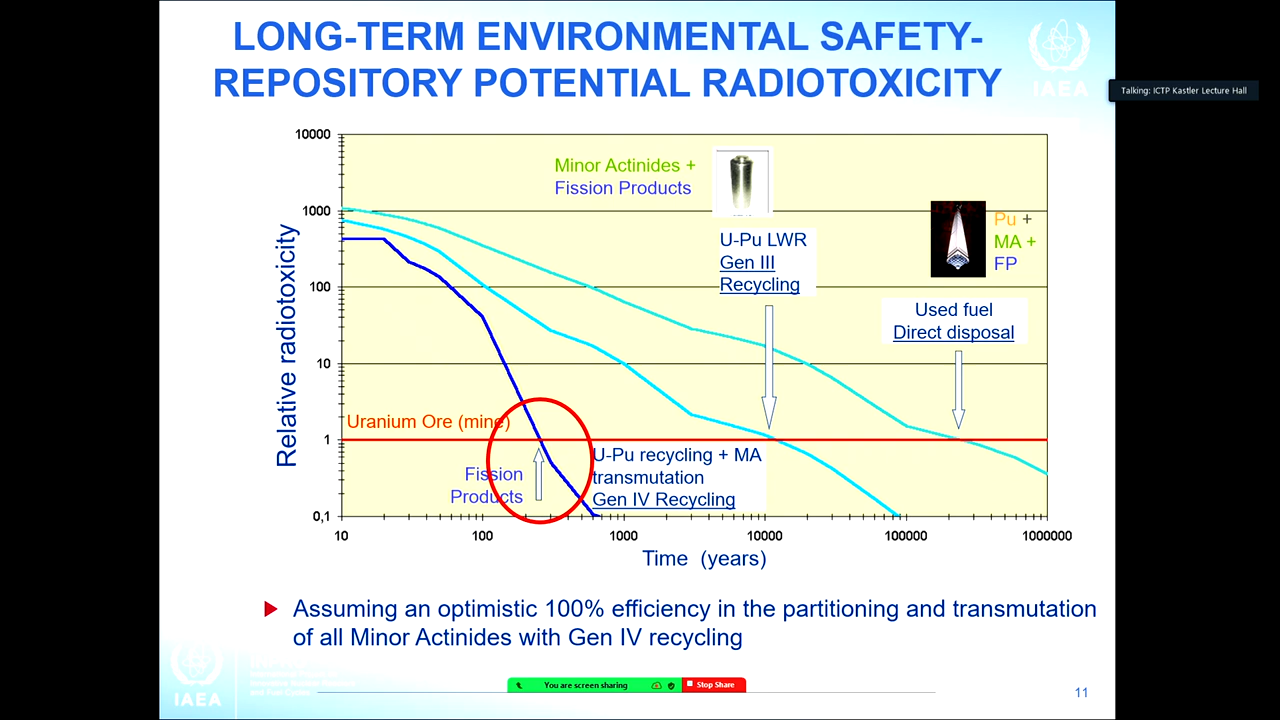 LONG-TERM ENVIRONMENTAL SAFETY-
REPOSITORY POTENTIAL RADIOTOXICITY
IAEA
Talking: ICTP Kastler Lecture Hall
10000
1000
100
10
1
0,1
Relative radiotoxicity
Minor Actinides +
Fission Products
Pu +
MA +
FP
U-Pu LWR
Gen III
Recycling
Used fuel
Direct disposal
Uranium Ore (mine)
Fission
Products
U-Pu recycling + MA
transmutation
Gen IV Recycling
10
100
1000
10000
100000
1000000
Time (years)
Assuming an optimistic 100% efficiency in the partitioning and transmutation
of all Minor Actinides with Gen IV recycling
IAEA
You are screen sharing
Stop Share
11